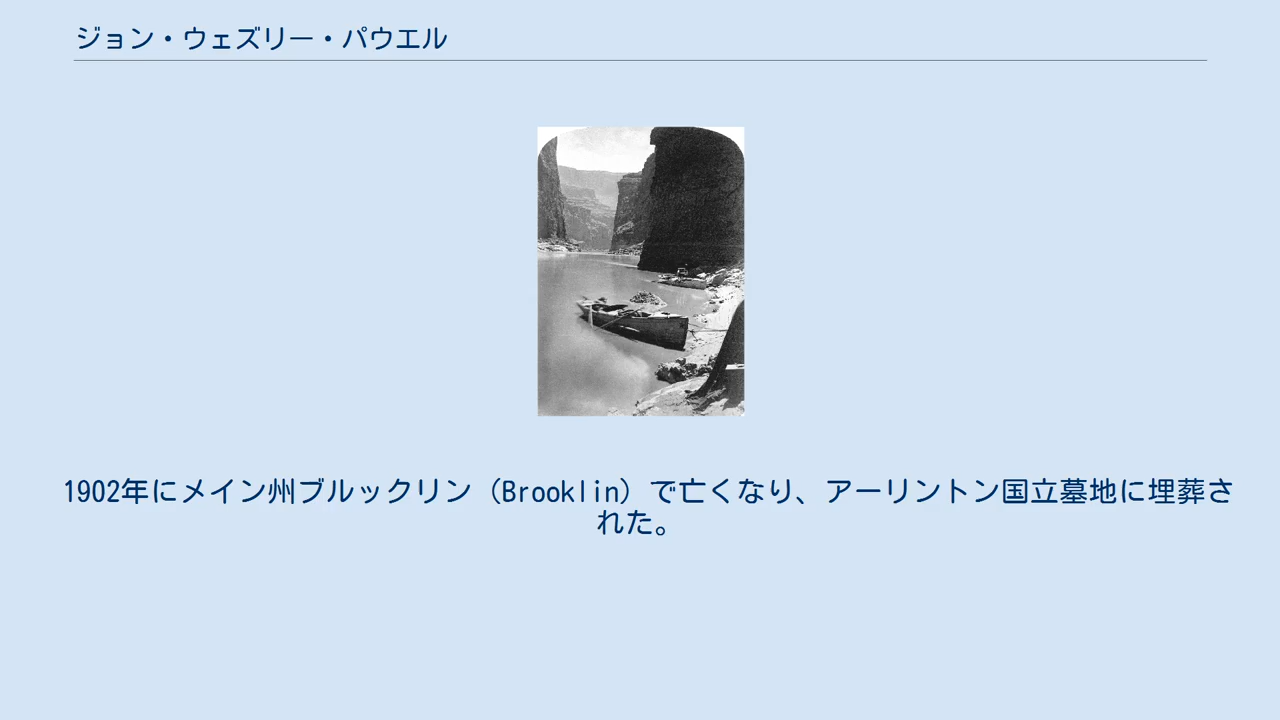 ジョン・ウェズリー・パウエル
1902年にメイン州ブルックリン（Brooklin）で亡くなり、アーリントン国立墓地に埋葬さ
れた。